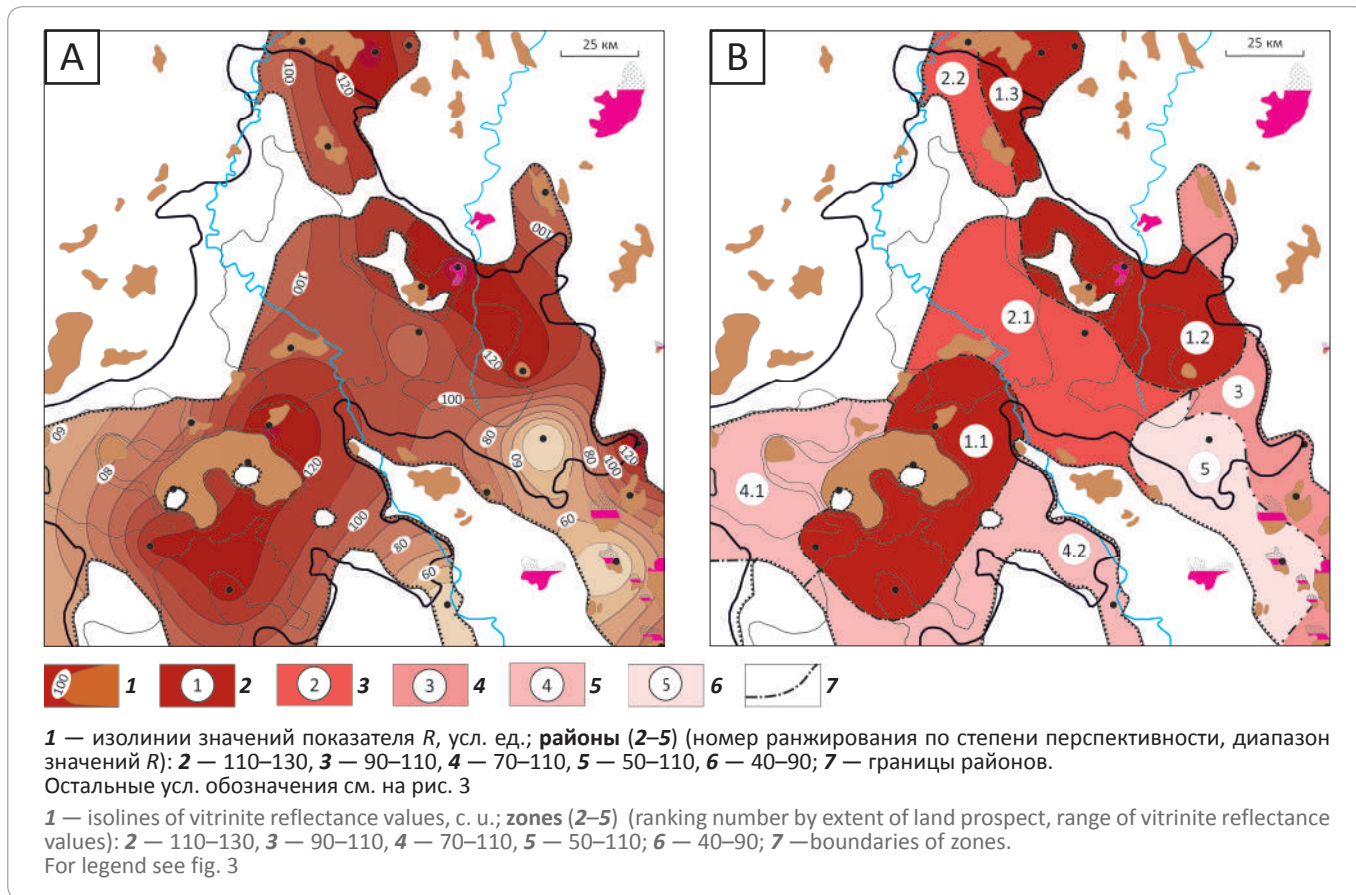 A
25 км
100
120
100
100
120
100
60
80
80
60
120
80
100
120
100
60
80
60
B
25 км
2.2
1.3
2.1
1.2
3
1.1
5
4.1
4.2
100 1 1 2 2 3 3 4 4 5 5 6 7
1 — изолинии значений показателя R, усл. ед.; районы (2–5) (номер ранжирования по степени перспективности, диапазон
значений R): 2 — 110–130, 3 — 90–110, 4 — 70–110, 5 — 50–110, 6 — 40–90; 7 — границы районов.
Остальные усл. обозначения см. на рис. 3
1 — isolines of vitrinite reflectance values, c. u.; zones (2–5) (ranking number by extent of land prospect, range of vitrinite reflectance
values): 2 — 110–130, 3 — 90–110, 4 — 70–110, 5 — 50–110; 6 — 40–90; 7 —boundaries of zones.
For legend see fig. 3